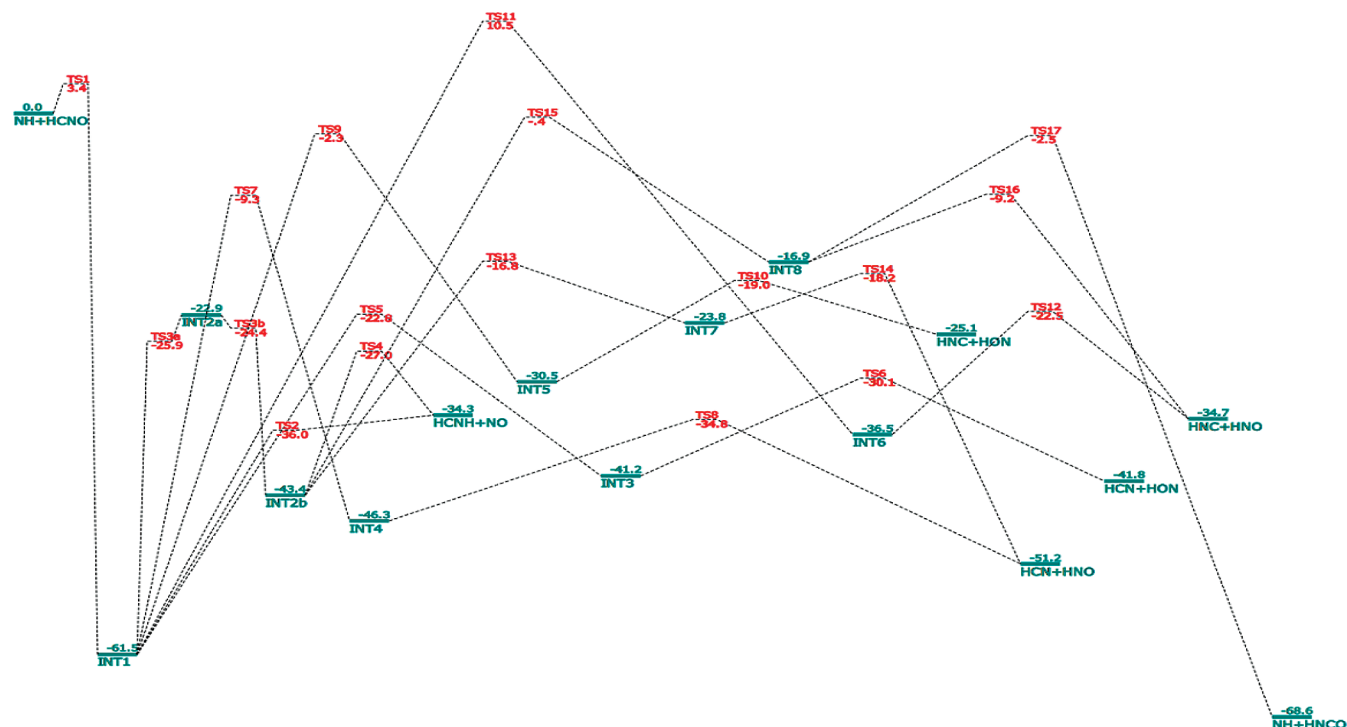 TS11
10.5
TS1
3.4
0.0
NH+HCNO
TS15
-.4
TS9
-2.3
TS17
-2.5
TS7
-9.3
TS16
-9.2
TS13
-16.8
-16.9
INT8
TS14
-18.2
TS10
-19.0
-22.9
INT2a
TS3b
-24.4
TS3a
-25.9
TS5
-22.8
-23.8
INT7
TS12
-22.5
-25.1
HNC+HON
TS4
-27.0
-30.5
INT5
TS6
-30.1
-34.3
HCNH+NO
TS2
-36.0
TS8
-34.8
-36.5
INT6
-34.7
HNC+HNO
-43.4
INT2b
-41.2
INT3
-41.8
HCN+HON
-46.3
INT4
-51.2
HCN+HNO
-61.5
INT1
-68.6
NH+HNCO